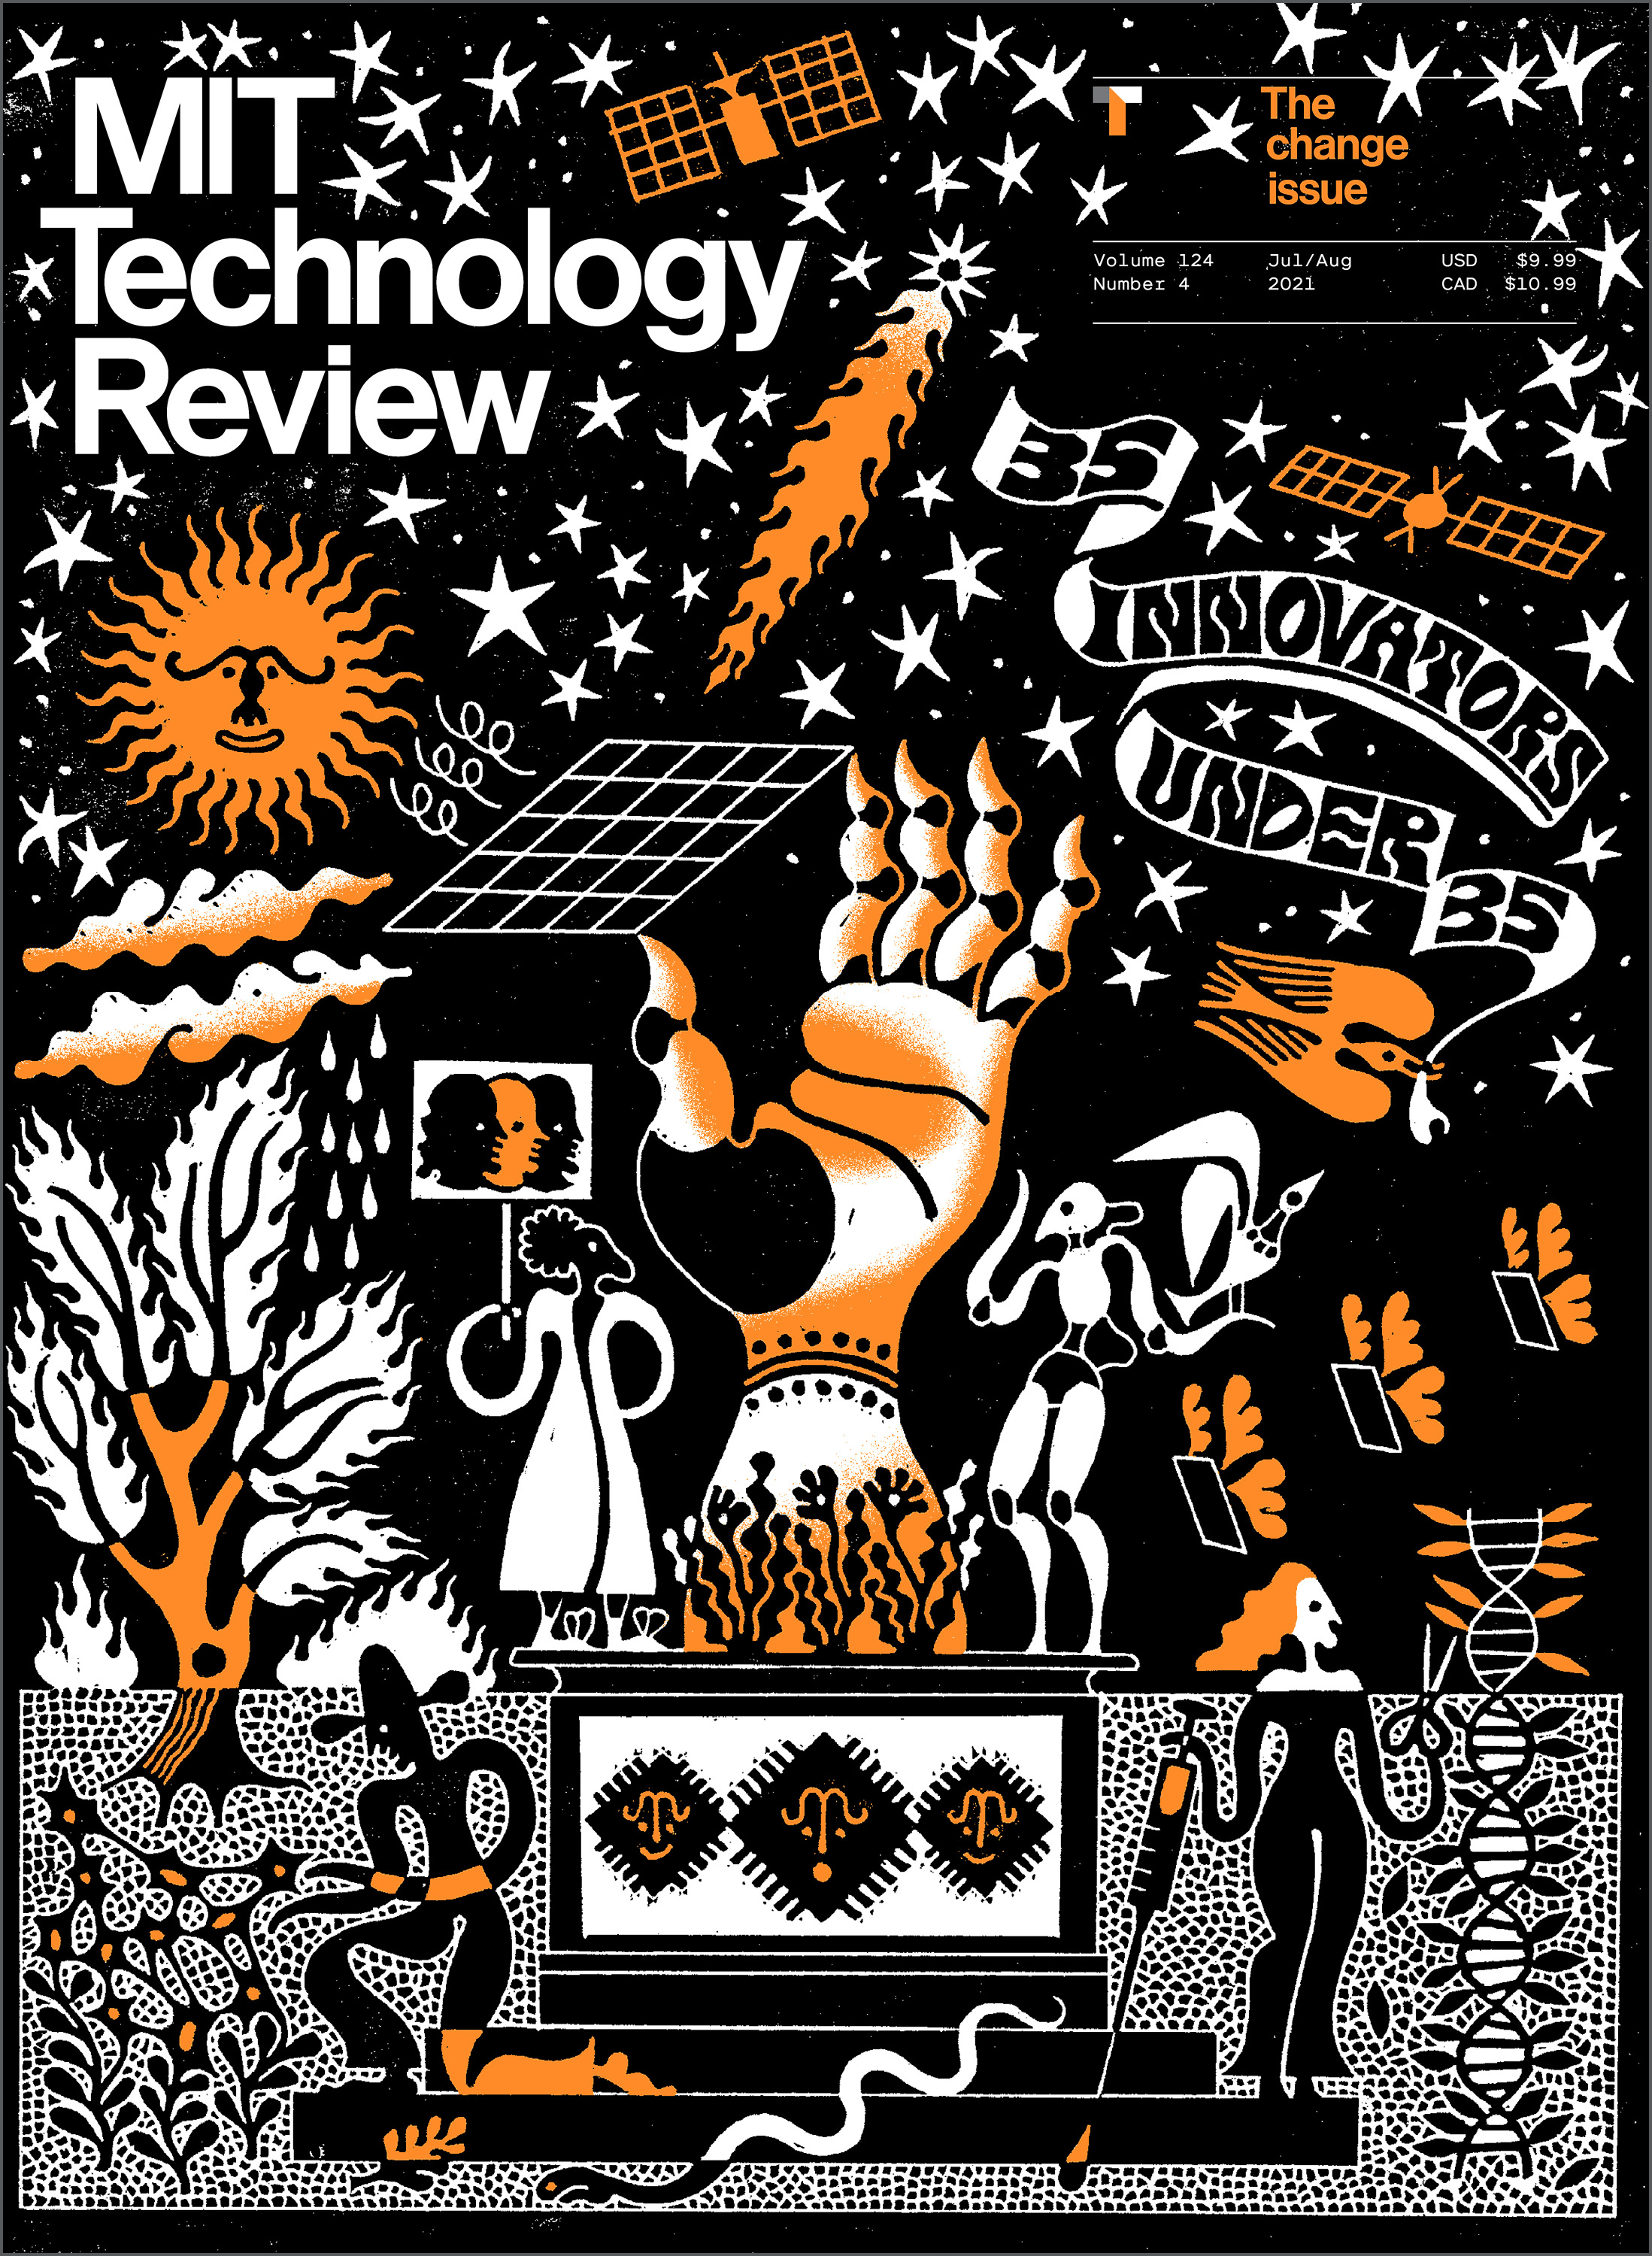 MIT
Technology
Review
The
change
issue
Volume 124
Number 4
Jul/Aug
2021
USD $9.99
CAD $10.99
35
INNOVATORS
UNDER
35